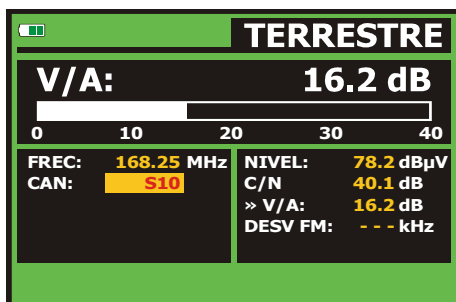 TERRESTRE
V/A: 16.2 dB
0 10 20 30 40
FREC: 168.25 MHz
CAN: S10
NIVEL: 78.2 dBµV
C/N 40.1 dB
» V/A: 16.2 dB
DESV FM: - - - kHz